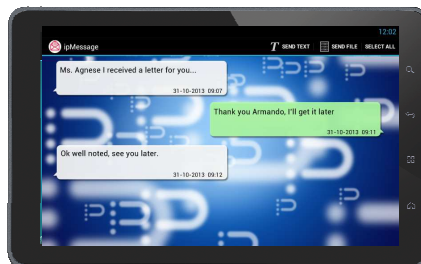 12:02
ipMessage
SEND TEXT
SEND FILE
SELECT ALL
Ms. Agnese I received a letter for you...
31-10-2013 09:07
Thank you Armando, I'll get it later
31-10-2013 09:11
Ok well noted, see you later.
31-10-2013 09:12